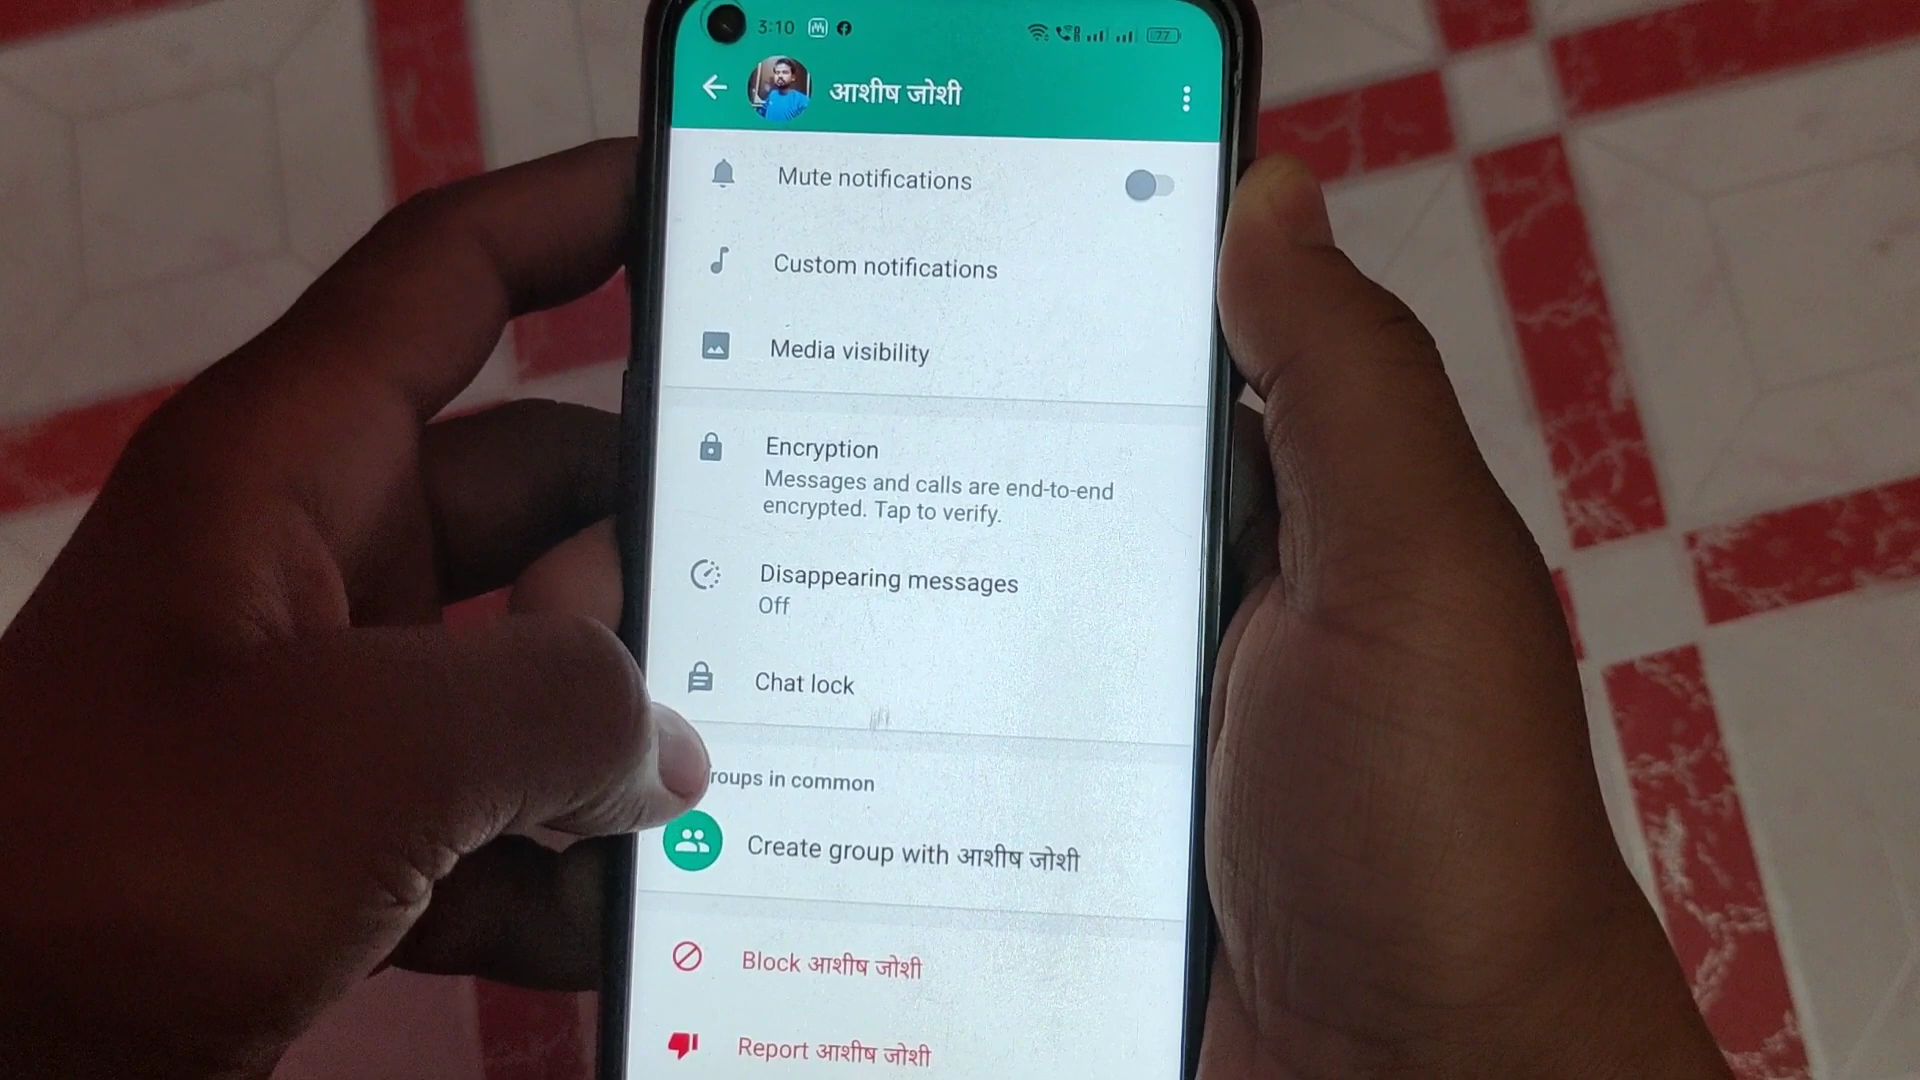 3:10
77
आशीष जोशी
Mute notifications
Custom notifications
Media visibility
Encryption
Messages and calls are end-to-end
encrypted. Tap to verify.
Disappearing messages
Off
Chat lock
roups in common
Create group with आशीष जोशी
Block आशीष जोशी
Report आशीष जोशी